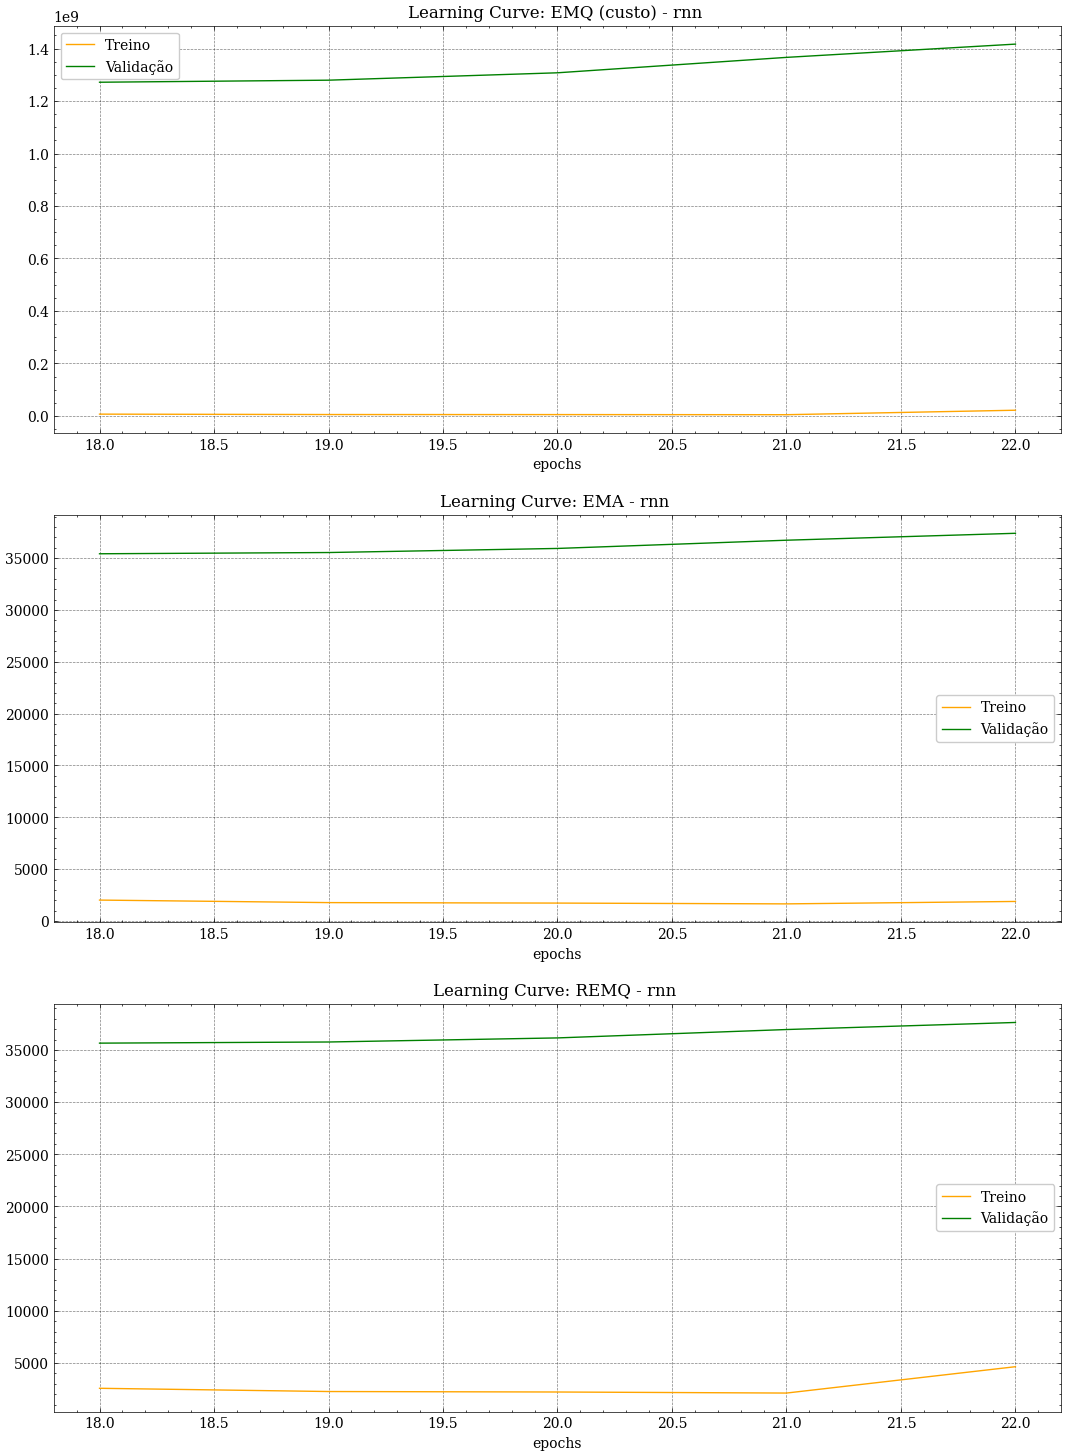 Learning Curve: EMQ (custo) - rnn
1e9
Treino
Validação
1.4
1.2
1.0
0.8
0.6
0.4
0.2
0.0
18.0 18.5 19.0 19.5 20.0 20.5 21.0 21.5 22.0
epochs
Learning Curve: EMA - rnn
35000
30000
25000
20000
15000
10000
5000
0
Treino
Validação
18.0 18.5 19.0 19.5 20.0 20.5 21.0 21.5 22.0
epochs
Learning Curve: REMQ - rnn
35000
30000
25000
20000
15000
10000
5000
Treino
Validação
18.0 18.5 19.0 19.5 20.0 20.5 21.0 21.5 22.0
epochs